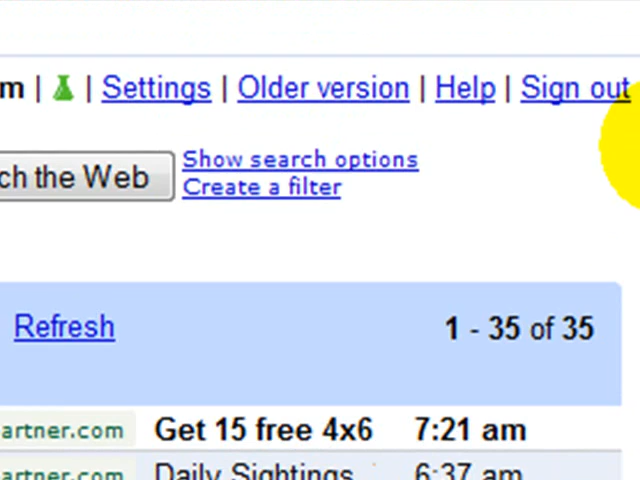 m | | Settings | Older version | Help | Sign out
ch the Web
Show search options
Create a filter
Refresh 1 - 35 of 35
artner.com Get 15 free 4x6 7:21 am
artner.com Daily Sightings 6:37 am